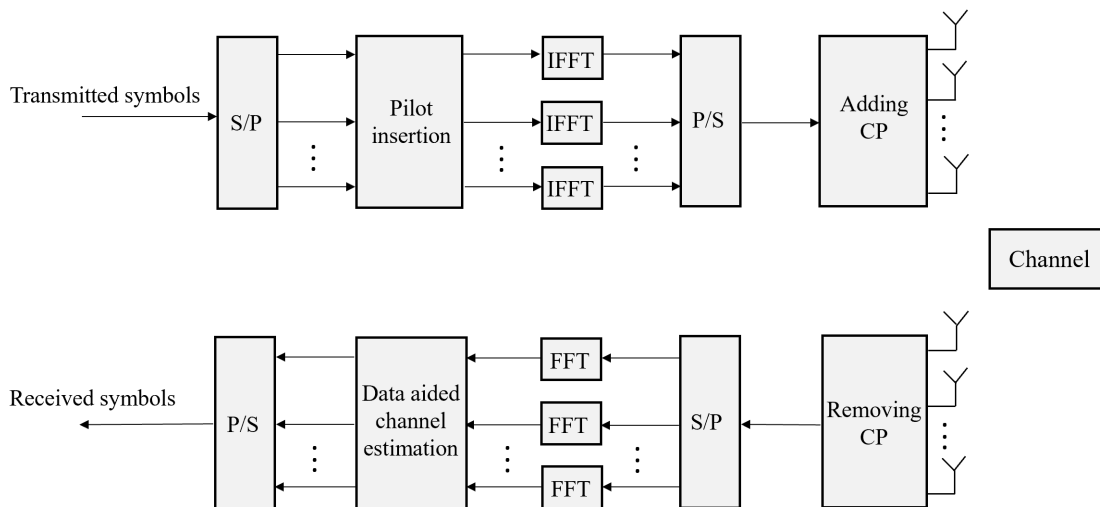 Transmitted symbols
S/P
Pilot
insertion
IFFT
IFFT
IFFT
P/S
Adding
CP
Channel
Received symbols
P/S
Data aided
channel
estimation
FFT
FFT
FFT
S/P
Removing
CP